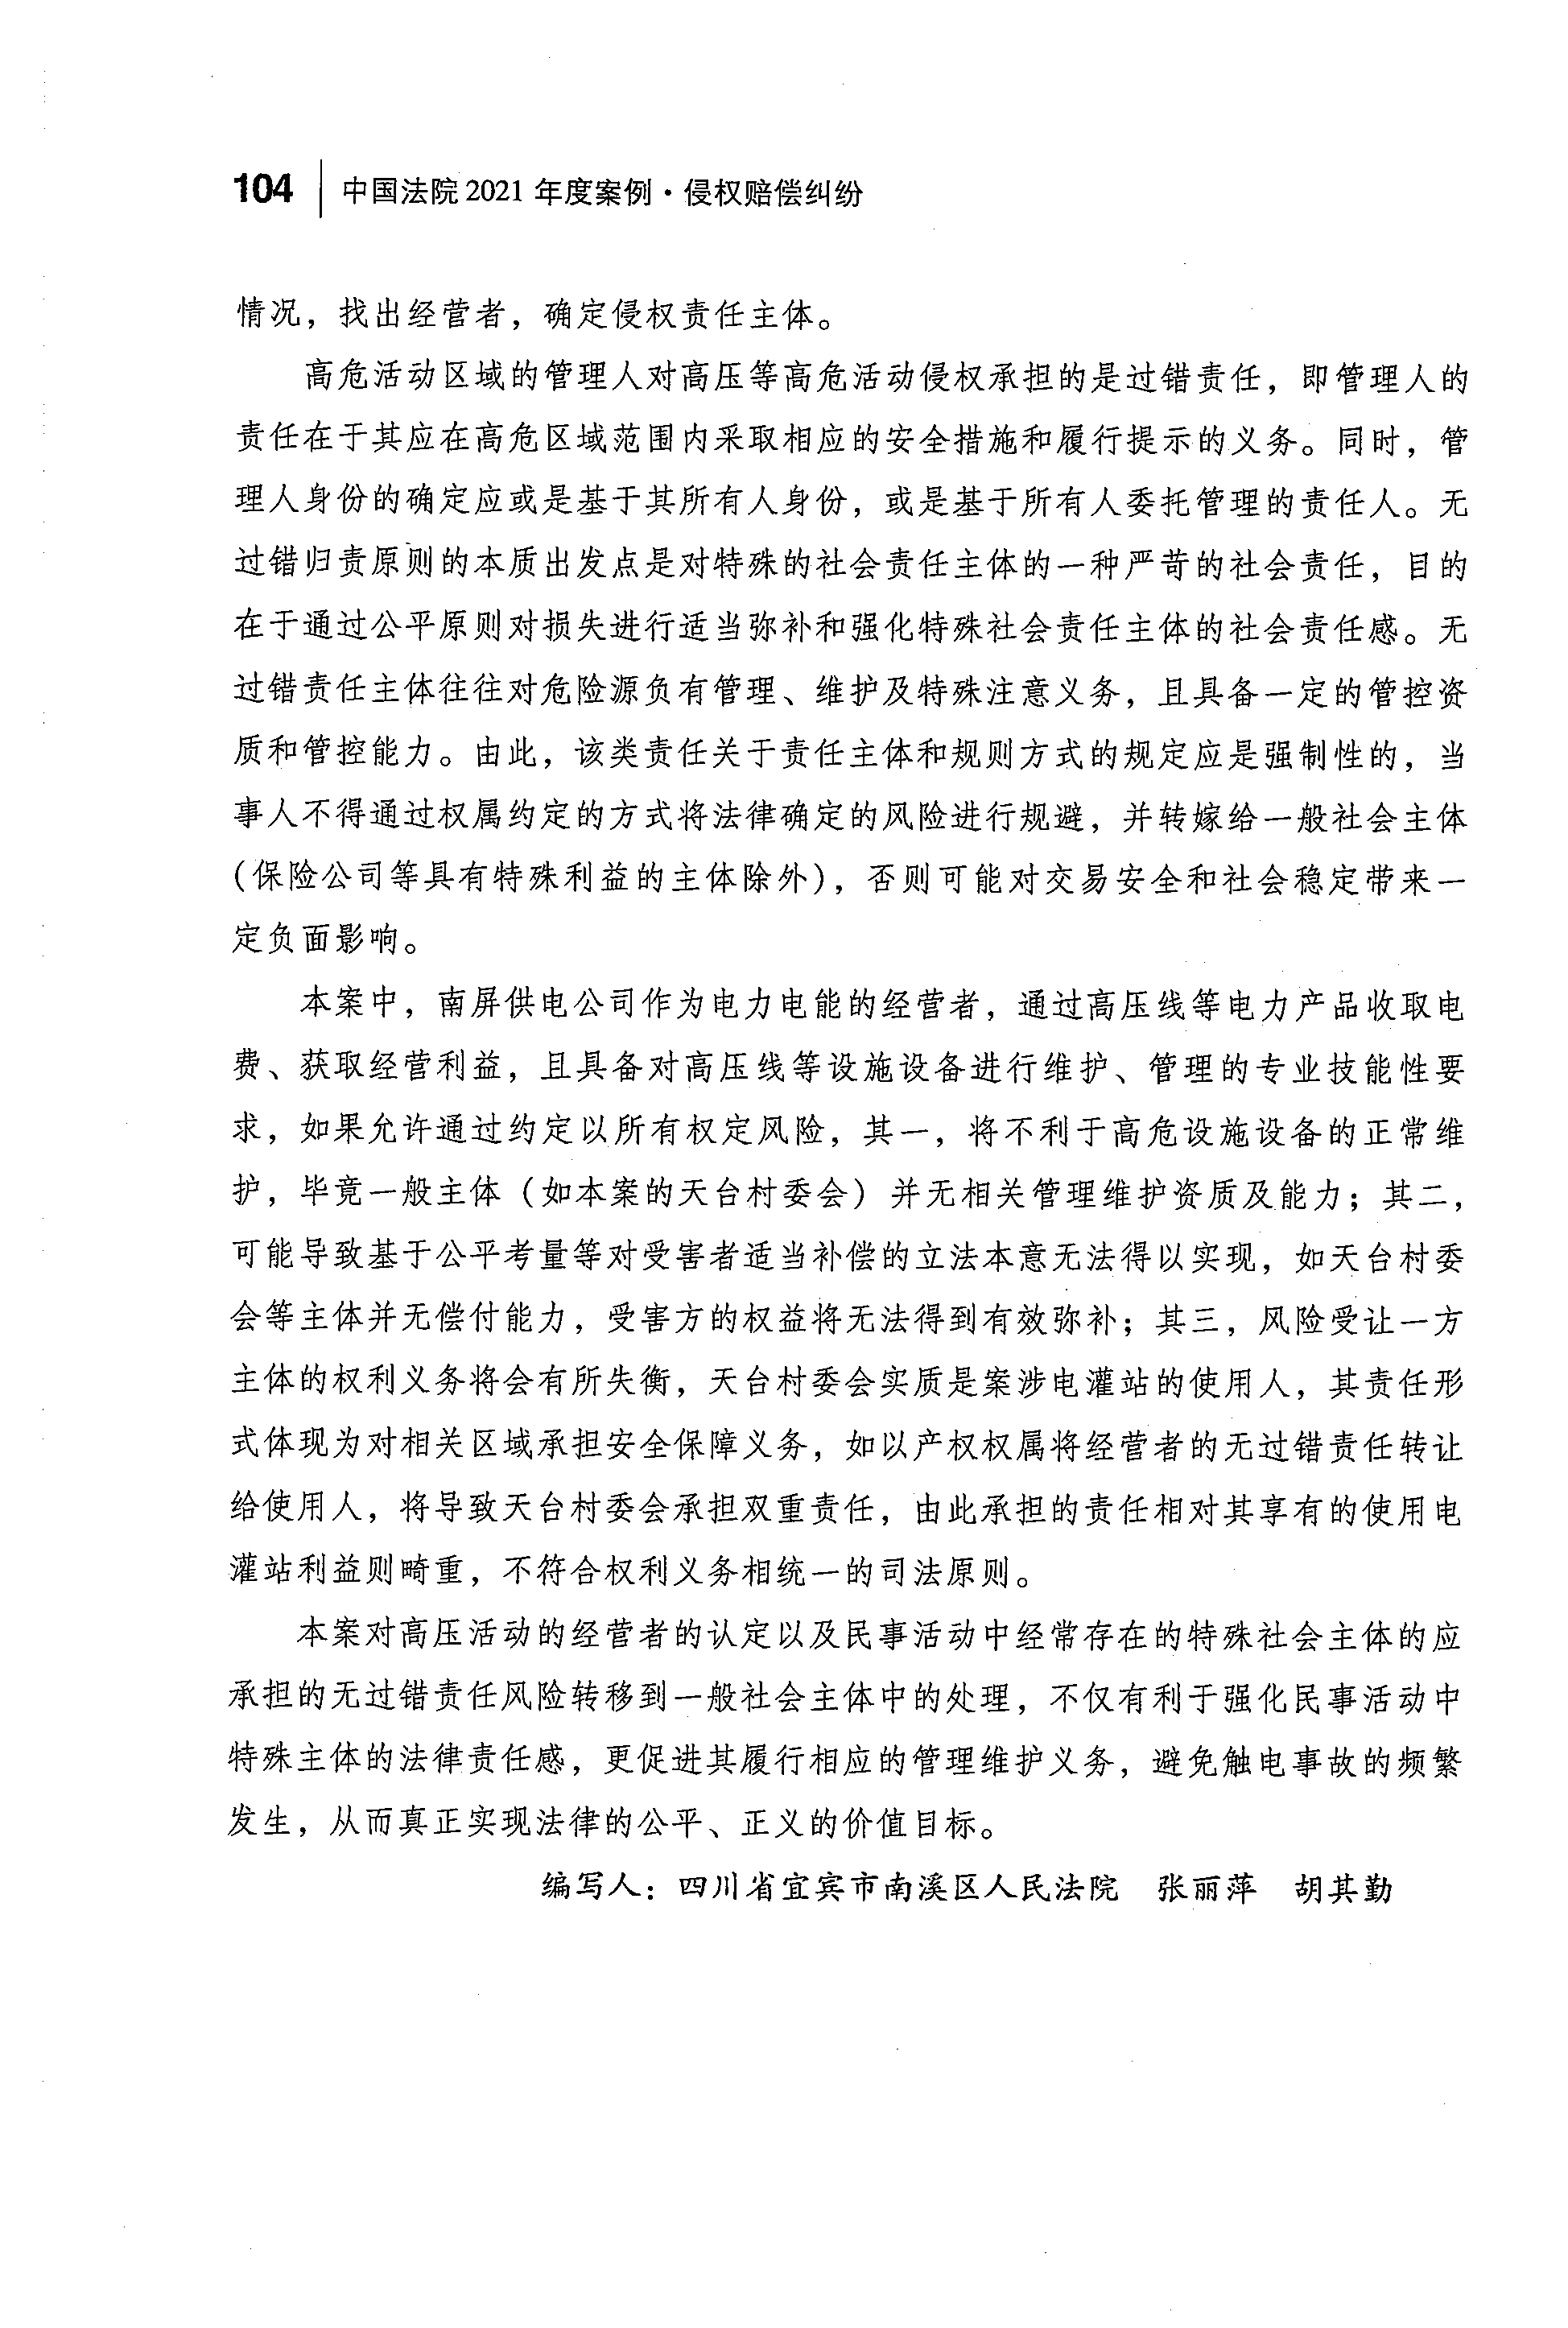 104 中国法院 2021 年度案例·侵权赔偿纠纷
情况，找出经营者，确定侵权责任主体。
高危活动区域的管理人对高压等高危活动侵权承担的是过错责任，即管理人的
责任在于其应在高危区域范围内采取相应的安全措施和履行提示的义务。同时，管
理人身份的确定应或是基于其所有人身份，或是基于所有人委托管理的责任人。无
过错归责原则的本质出发点是对特殊的社会责任主体的一种严苛的社会责任，目的
在于通过公平原则对损失进行适当弥补和强化特殊社会责任主体的社会责任感。无
过错责任主体往往对危险源负有管理、维护及特殊注意义务，且具备一定的管控资
质和管控能力。由此，该类责任关于责任主体和规则方式的规定应是强制性的，当
事人不得通过权属约定的方式将法律确定的风险进行规避，并转嫁给一般社会主体
（保险公司等具有特殊利益的主体除外），否则可能对交易安全和社会稳定带来一
定负面影响。
本案中，南屏供电公司作为电力电能的经营者，通过高压线等电力产品收取电
费、获取经营利益，且具备对高压线等设施设备进行维护、管理的专业技能性要
求，如果允许通过约定以所有权定风险，其一，将不利于高危设施设备的正常维
护，毕竟一般主体（如本案的天台村委会）并无相关管理维护资质及能力；其二，
可能导致基于公平考量等对受害者适当补偿的立法本意无法得以实现，如天台村委
会等主体并无偿付能力，受害方的权益将无法得到有效弥补；其三，风险受让一方
主体的权利义务将会有所失衡，天台村委会实质是案涉电灌站的使用人，其责任形
式体现为对相关区域承担安全保障义务，如以产权权属将经营者的无过错责任转让
给使用人，将导致天台村委会承担双重责任，由此承担的责任相对其享有的使用电
灌站利益则畸重，不符合权利义务相统一的司法原则。
本案对高压活动的经营者的认定以及民事活动中经常存在的特殊社会主体的应
承担的无过错责任风险转移到一般社会主体中的处理，不仅有利于强化民事活动中
特殊主体的法律责任感，更促进其履行相应的管理维护义务，避免触电事故的频繁
发生，从而真正实现法律的公平、正义的价值目标。
编写人：四川省宜宾市南溪区人民法院 张丽萍 胡其勤